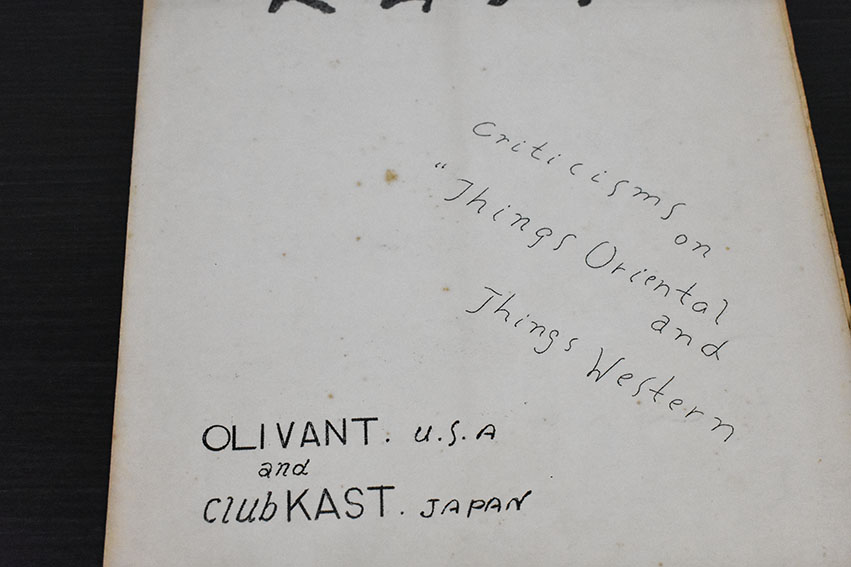 Criticisms on
"Things Oriental
and
Things Western
OLIVANT. U.S.A
and
club KAST. JAPAN